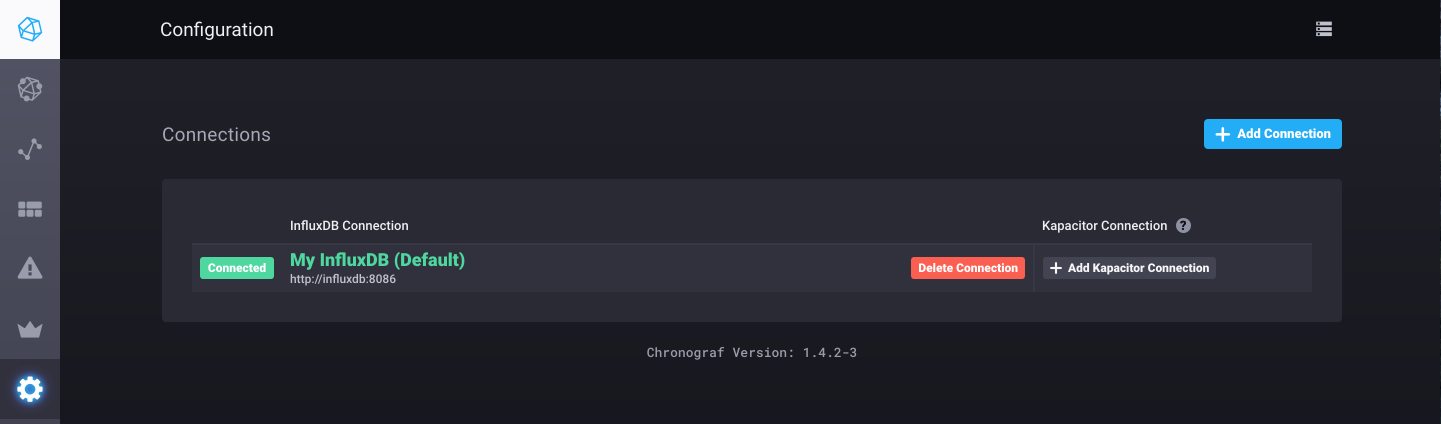 Configuration
Connections
Add Connection
InfluxDB Connection
Kapacitor Connection ?
Connected
My InfluxDB (Default)
http://influxdb:8086
Delete Connection
Add Kapacitor Connection
Chronograf Version: 1.4.2-3